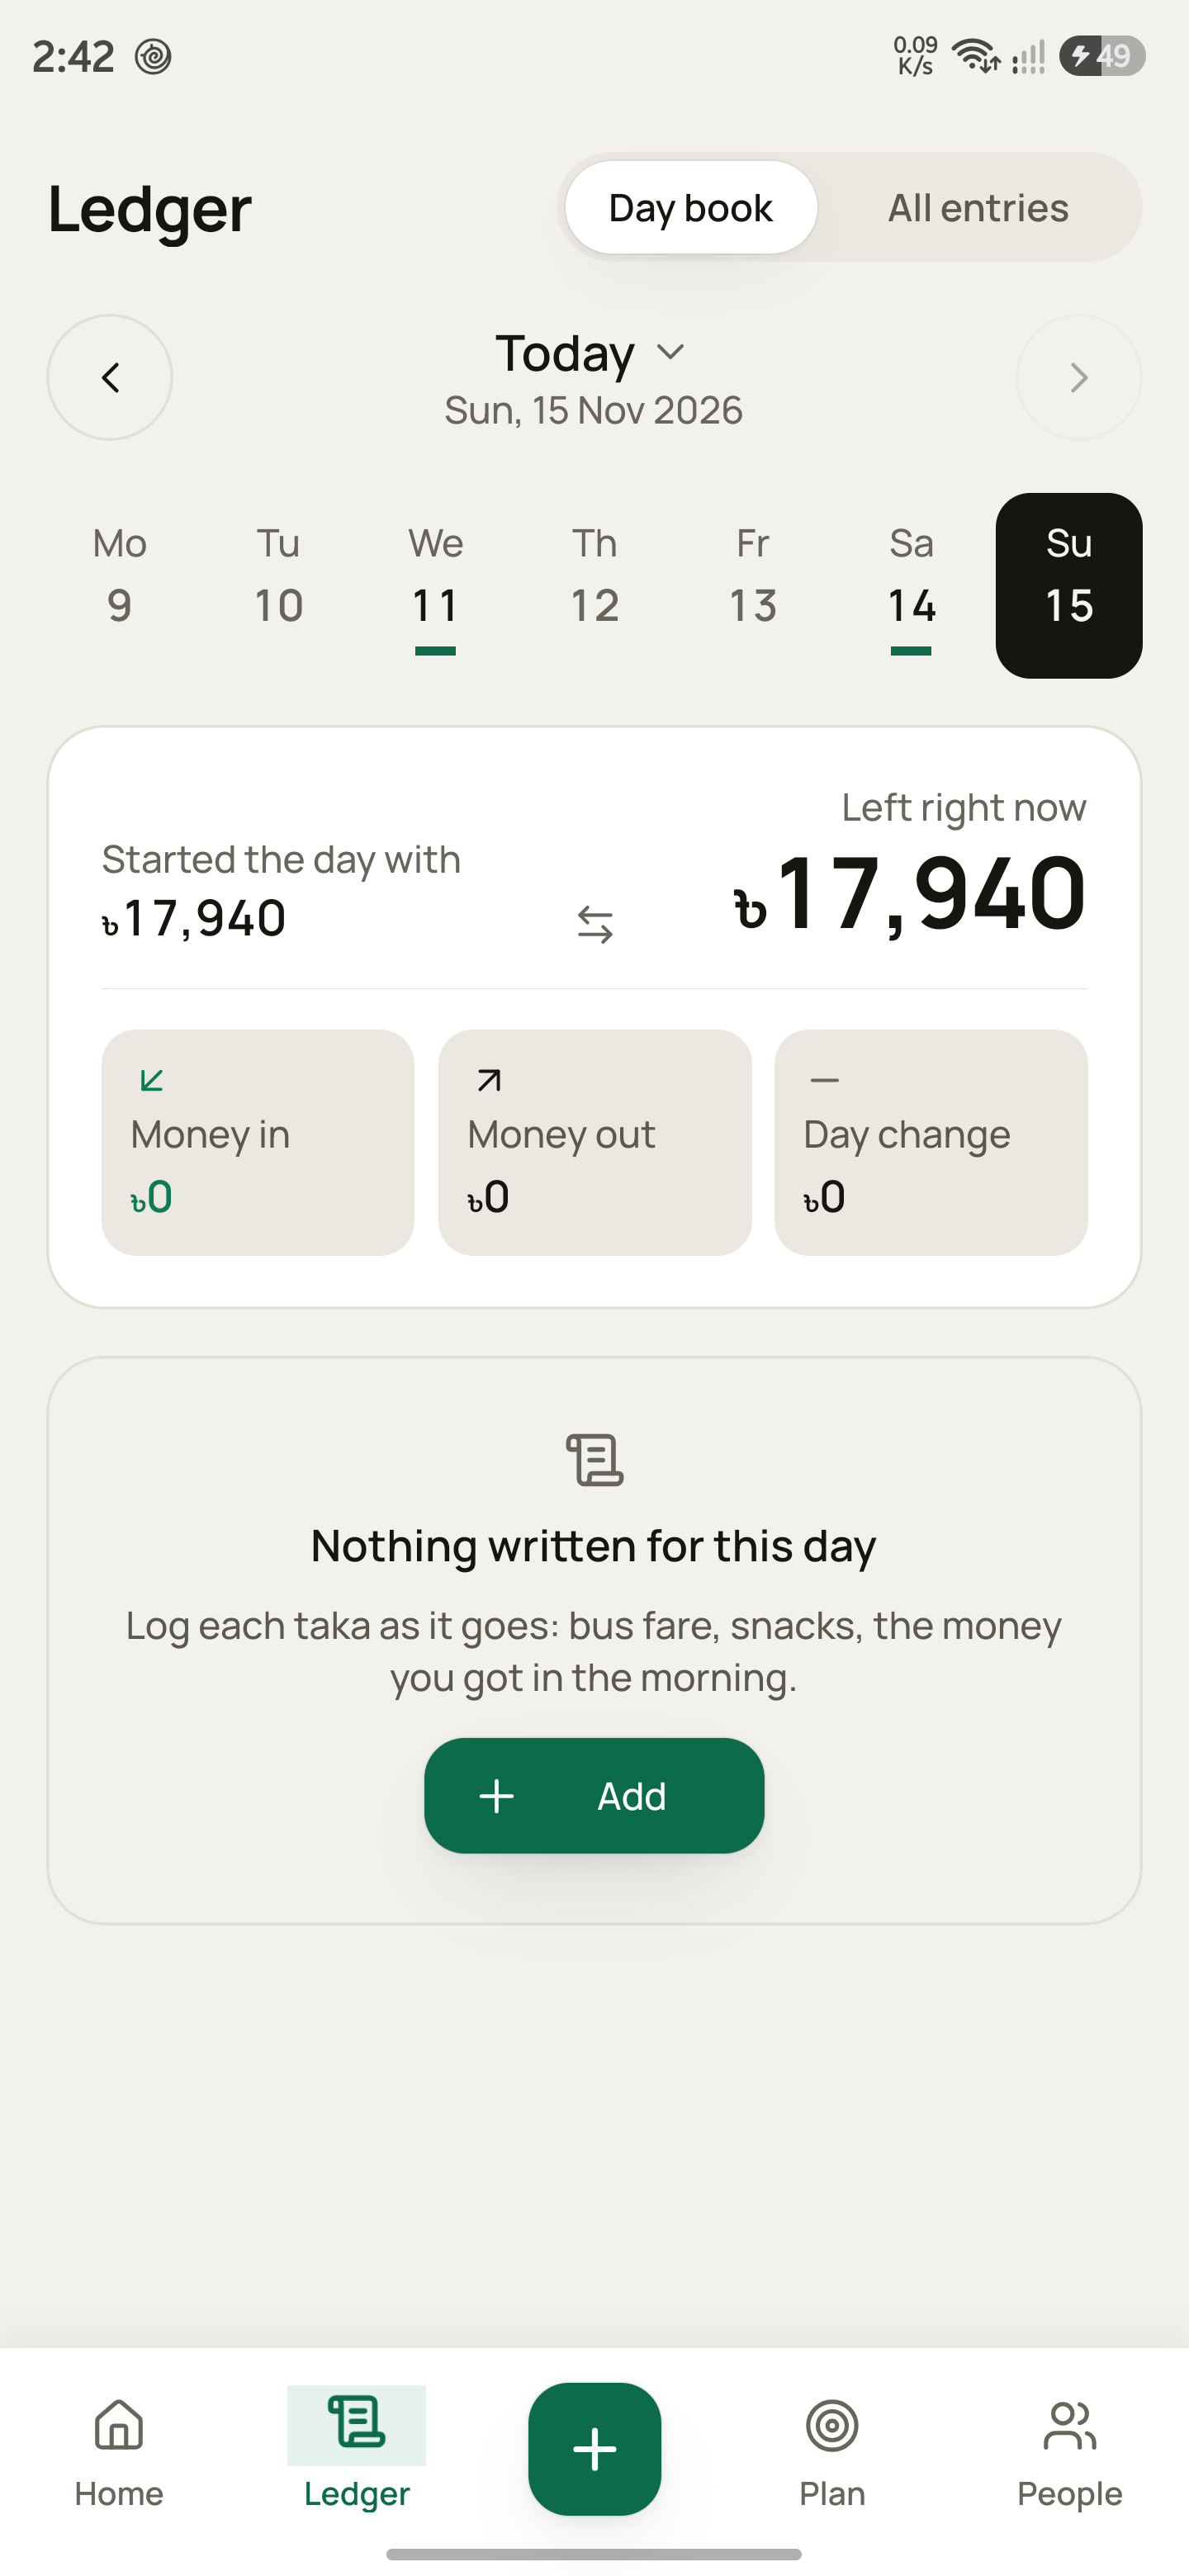 2:42
0.09
K/s
49
Ledger
Day book
All entries
Today
Sun, 15 Nov 2026
Mo Tu We Th Fr Sa Su
9 10 11 12 13 14 15
Left right now
Started the day with
৳17,940
৳17,940
Money in
Money out
Day change
৳0
৳0
৳0
Nothing written for this day
Log each taka as it goes: bus fare, snacks, the money
you got in the morning.
Add
Home
Ledger
Plan
People